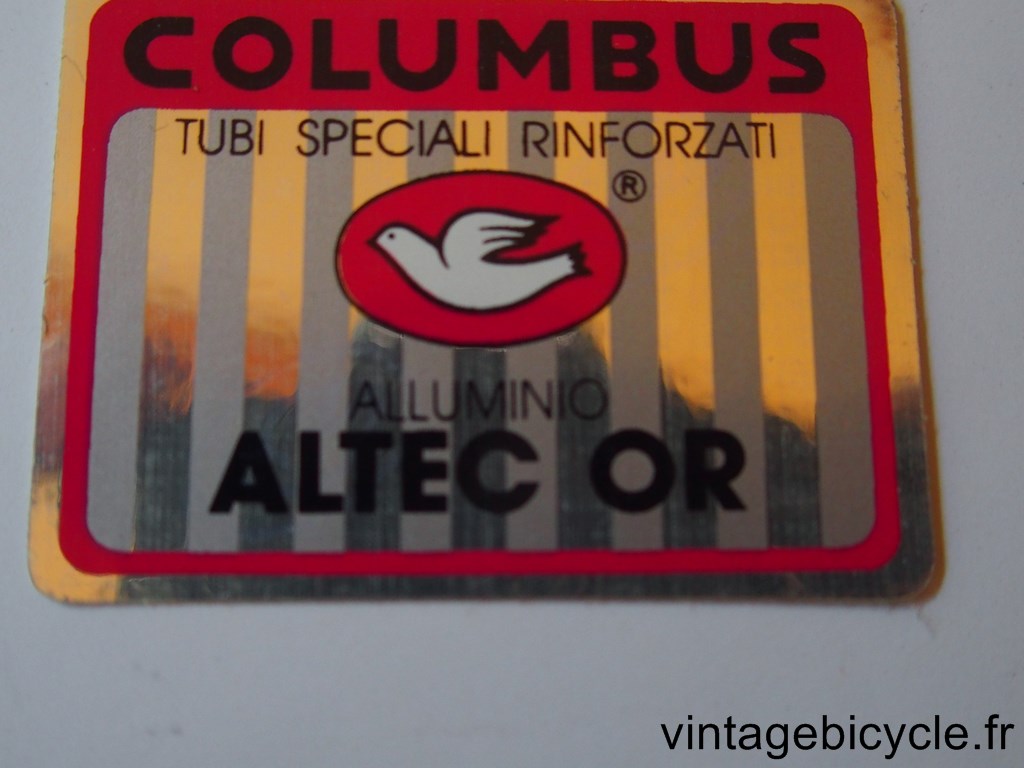 COLUMBUS
TUBI SPECIALI RINFORZATI
®
ALLUMINIO
ALTEC OR
vintagebicycle.fr